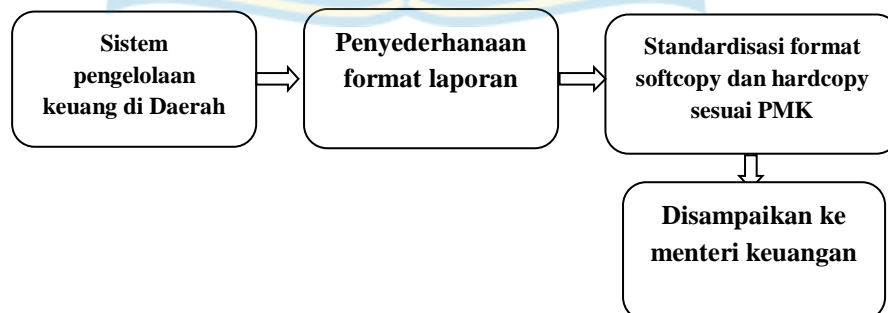 Sistem
pengelolaan
keuang di Daerah
Penyederhanaan
format laporan
Standardisasi format
softcopy dan hardcopy
sesuai PMK
Disampaikan ke
menteri keuangan